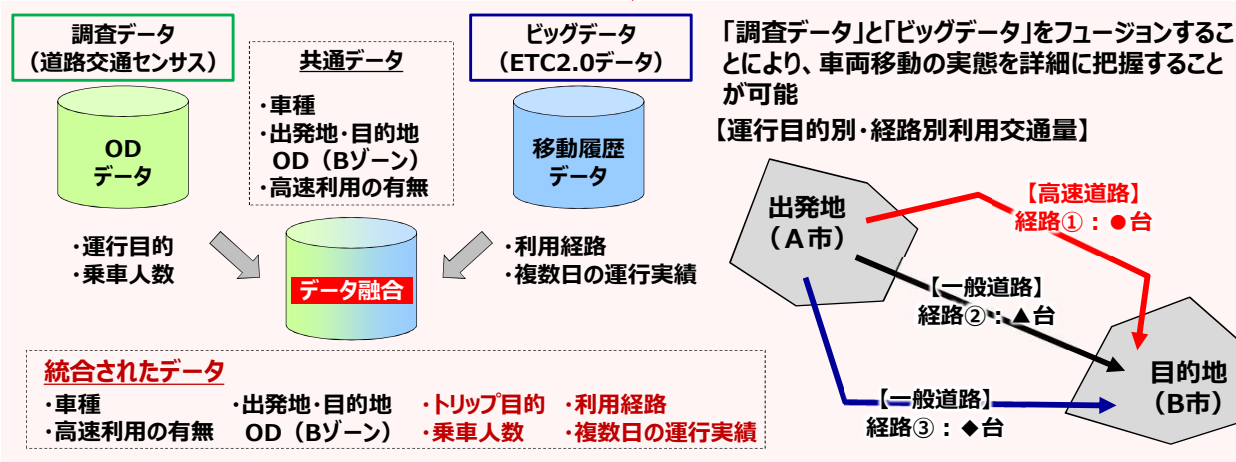 調査データ
（道路交通センサス）
ODデータ
・運行目的
・乗車人数
共通データ
・車種
・出発地・目的地
OD（Bゾーン）
・高速利用の有無
ビッグデータ
（ETC2.0データ）
移動履歴
データ
・利用経路
・複数日の運行実績
データ融合
統合されたデータ
・車種
・高速利用の有無
・出発地・目的地
OD（Bゾーン）
・トリップ目的
・乗車人数
・利用経路
・複数日の運行実績
「調査データ」と「ビッグデータ」をフュージョンするこ
とにより、車両移動の実態を詳細に把握すること
が可能
【運行目的別・経路別利用交通量】
出発地
（A市）
【高速道路】
経路①：●台
【一般道路】
経路②：▲台
【一般道路】
経路③：◆台
目的地
（B市）